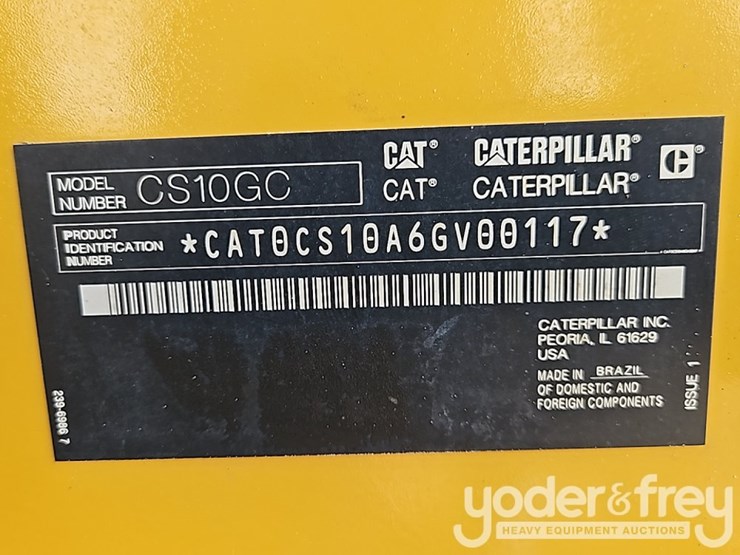 CAT® CATERPILLAR®
CAT® CATERPILLAR®
MODEL NUMBER CS10GC
PRODUCT IDENTIFICATION NUMBER *CAT0CS10A6GV00117*
CATERPILLAR INC.
PEORIA, IL 61629
USA
MADE IN BRAZIL
OF DOMESTIC AND
FOREIGN COMPONENTS
ISSUE 1
239-6986 7
yoder&frey
HEAVY EQUIPMENT AUCTIONS